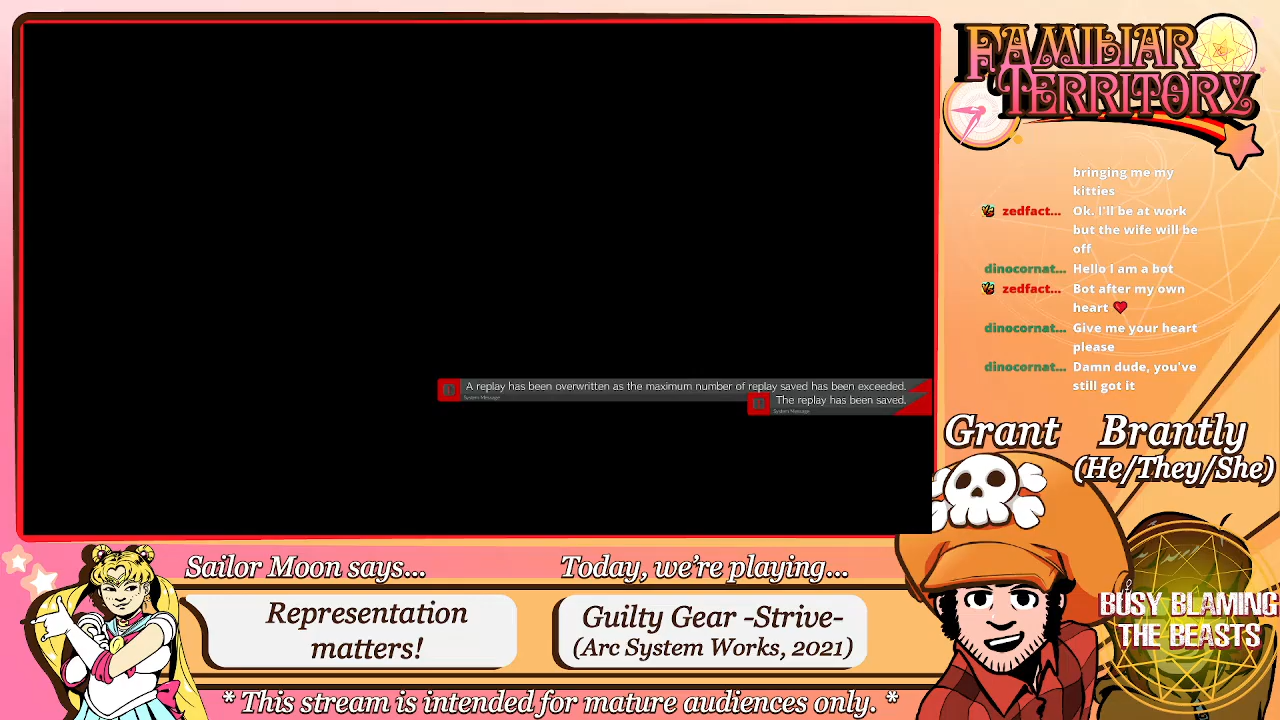 FAMILIAR
TERRITORY
bringing me my
kitties
zedfact... Ok. I'll be at work
but the wife will be
off
dinocornat... Hello I am a bot
zedfact... Bot after my own
heart ❤
dinocornat... Give me your heart
please
dinocornat... Damn dude, you've
still got it
A replay has been overwritten as the maximum number of replay saved has been exceeded.
System Message
The replay has been saved.
System Message
Grant
Brantly
(He/They/She)
BUSY BLAMING
THE BEASTS
Sailor Moon says...
Representation
matters!
Today, we're playing...
Guilty Gear -Strive-
(Arc System Works, 2021)
* This stream is intended for mature audiences only. *